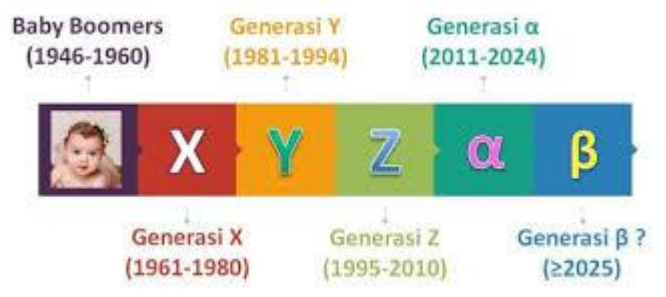 Baby Boomers
(1946-1960)
Generasi Y
(1981-1994)
Generasi α
(2011-2024)
X Y Z α β
Generasi X
(1961-1980)
Generasi Z
(1995-2010)
Generasi β ?
(≥2025)